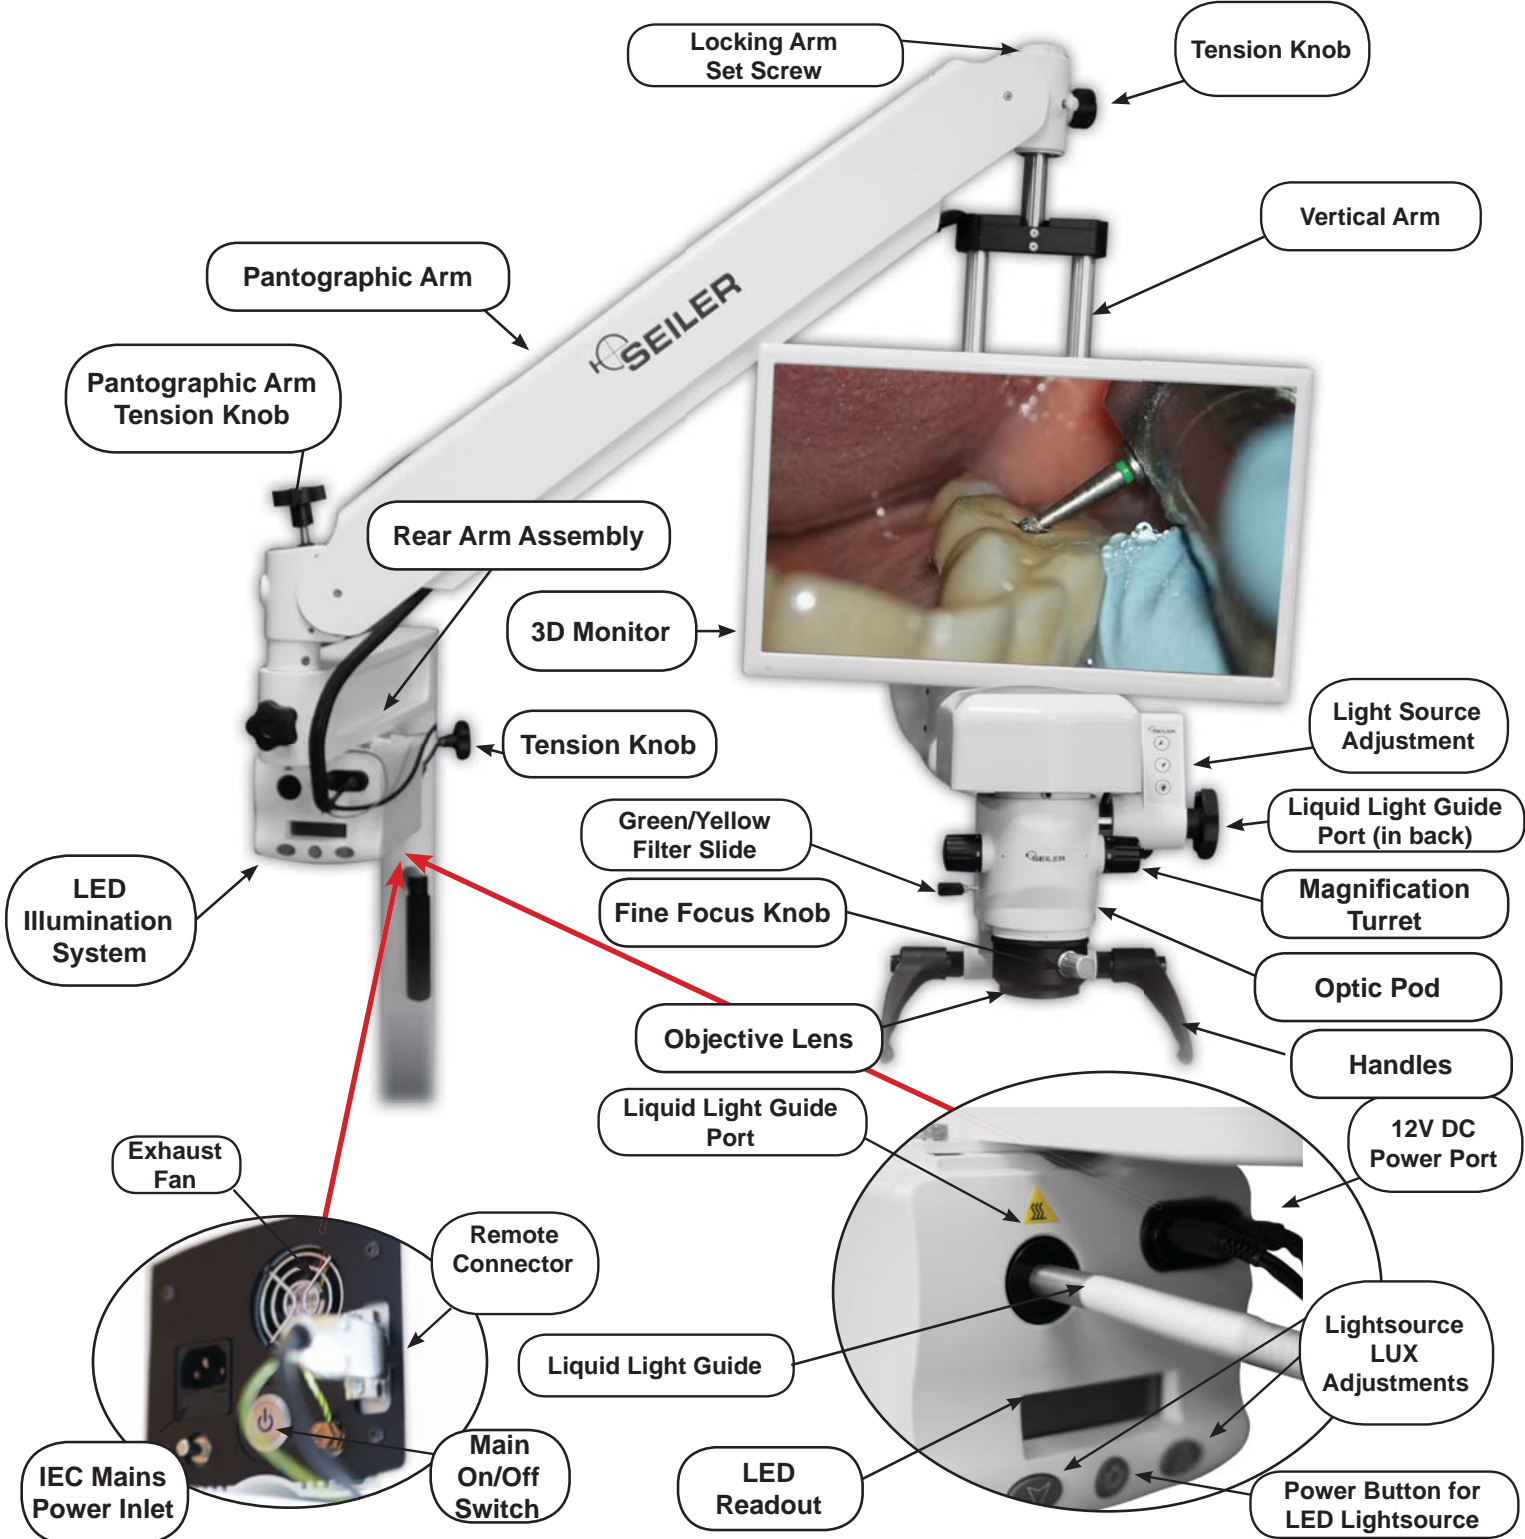 Locking Arm
Set Screw
Tension Knob
Vertical Arm
Pantographic Arm
SEILER
Pantographic Arm
Tension Knob
Rear Arm Assembly
3D Monitor
Tension Knob
Light Source
Adjustment
SEILER
Green/Yellow
Filter Slide
Liquid Light Guide
Port (in back)
SEILER
LED
Illumination
System
Fine Focus Knob
Magnification
Turret
Optic Pod
Objective Lens
Handles
Liquid Light Guide
Port
12V DC
Power Port
Exhaust
Fan
Remote
Connector
Liquid Light Guide
Lightsource
LUX
Adjustments
IEC Mains
Power Inlet
Main
On/Off
Switch
LED
Readout
Power Button for
LED Lightsource